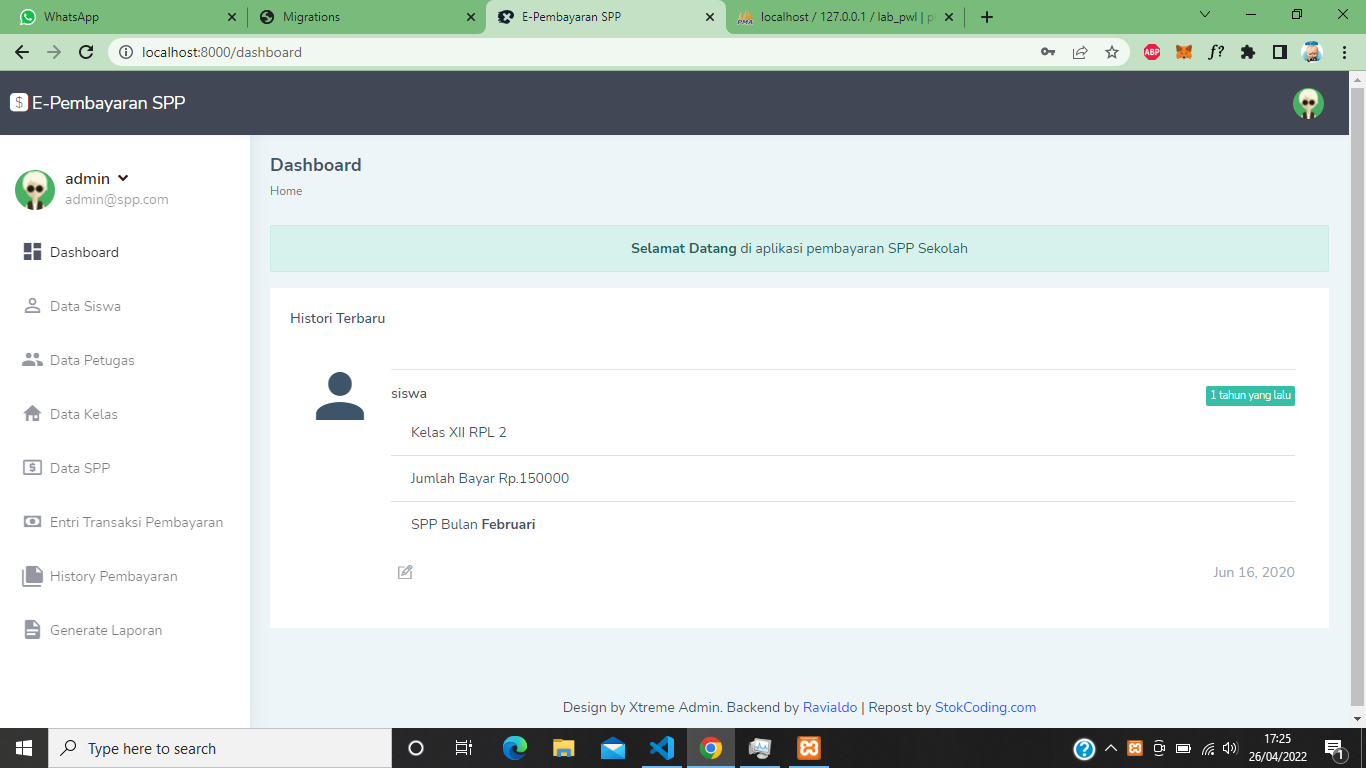 WhatsApp
Migrations
E-Pembayaran SPP
localhost / 127.0.0.1 / lab_pwl | p
localhost:8000/dashboard
ABP
f?
$ E-Pembayaran SPP
admin
admin@spp.com
Dashboard
Data Siswa
Data Petugas
Data Kelas
Data SPP
Entri Transaksi Pembayaran
History Pembayaran
Generate Laporan
Dashboard
Home
Selamat Datang di aplikasi pembayaran SPP Sekolah
Histori Terbaru
siswa
1 tahun yang lalu
Kelas XII RPL 2
Jumlah Bayar Rp.150000
SPP Bulan Februari
Jun 16, 2020
Design by Xtreme Admin. Backend by Ravialdo | Repost by StokCoding.com
Type here to search
17:25
26/04/2022
1